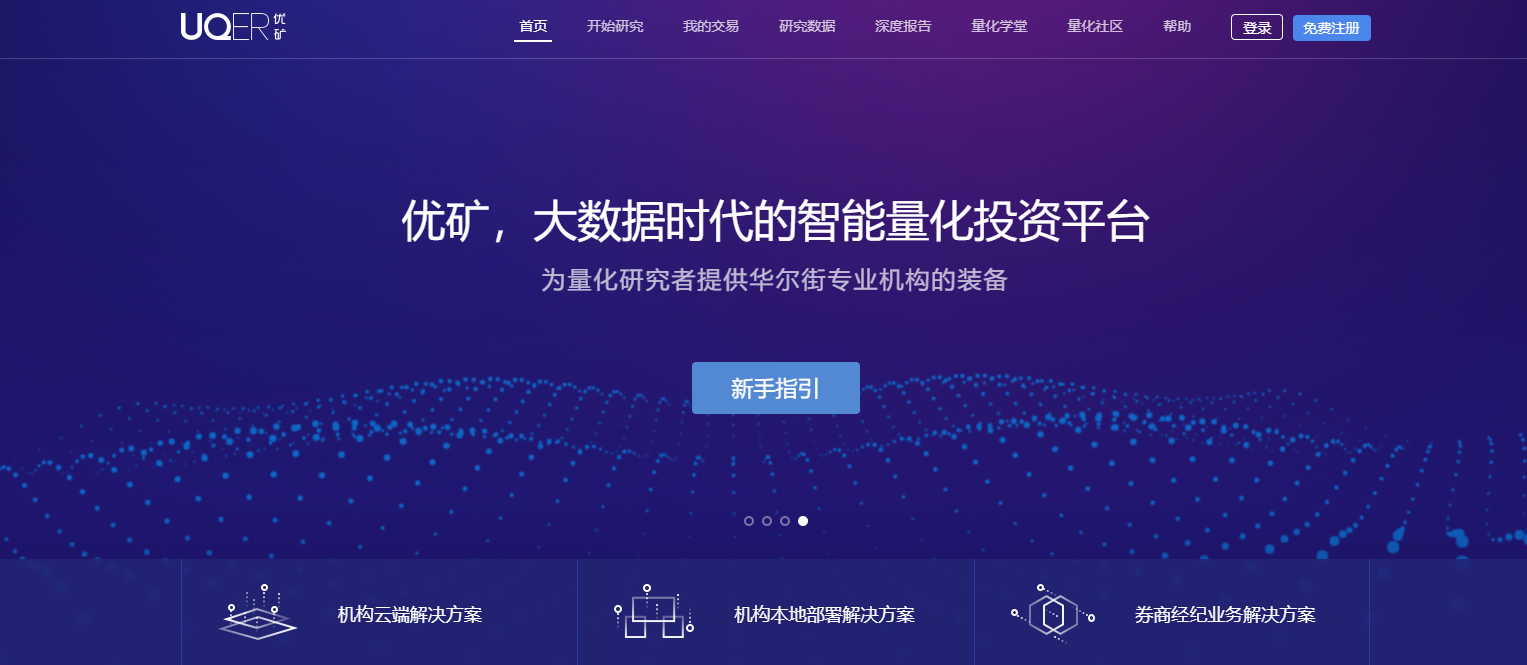 UQER 优矿
首页 开始研究 我的交易 研究数据 深度报告 量化学堂 量化社区 帮助 登录 免费注册
优矿，大数据时代的智能量化投资平台
为量化研究者提供华尔街专业机构的装备
新手指引
机构云端解决方案 机构本地部署解决方案 券商经纪业务解决方案